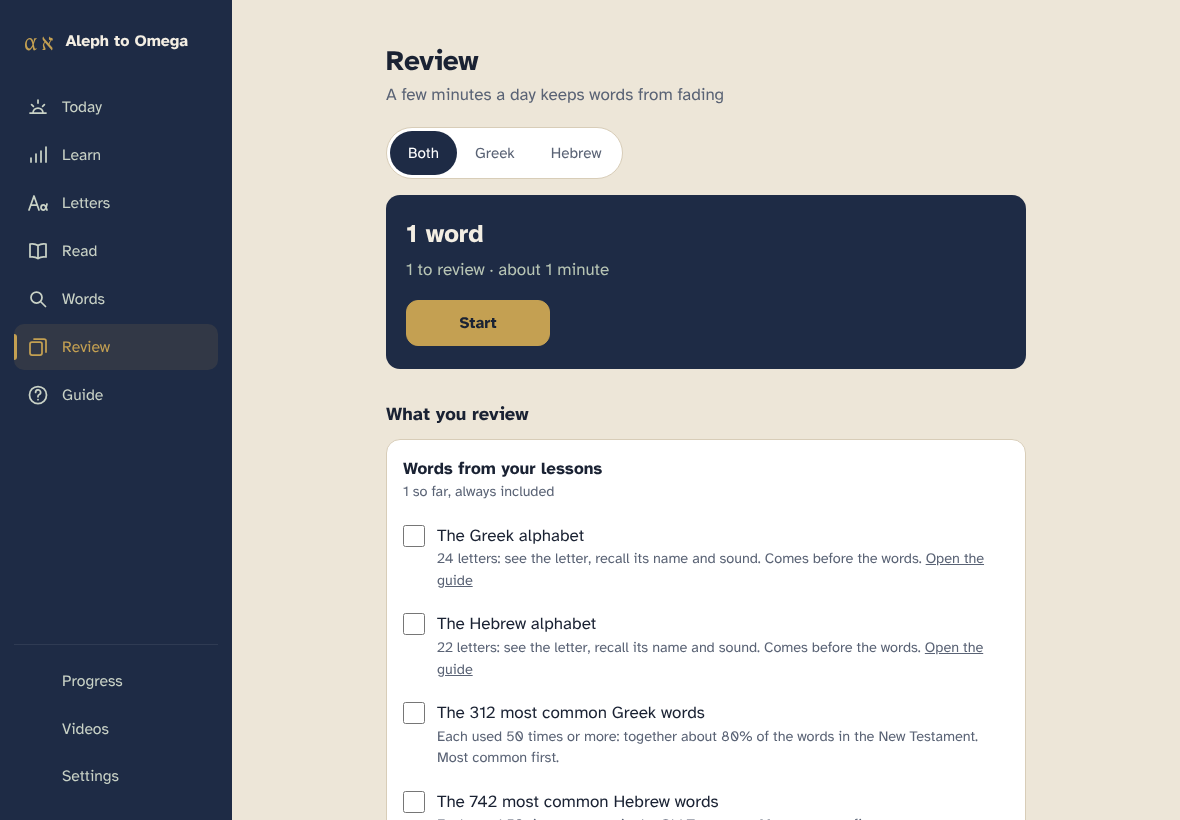 α א Aleph to Omega
Today
Learn
Aα Letters
Read
Words
Review
Guide
Progress
Videos
Settings
Review
A few minutes a day keeps words from fading
Both Greek Hebrew
1 word
1 to review · about 1 minute
Start
What you review
Words from your lessons
1 so far, always included
The Greek alphabet
24 letters: see the letter, recall its name and sound. Comes before the words. Open the
guide
The Hebrew alphabet
22 letters: see the letter, recall its name and sound. Comes before the words. Open the
guide
The 312 most common Greek words
Each used 50 times or more: together about 80% of the words in the New Testament.
Most common first.
The 742 most common Hebrew words